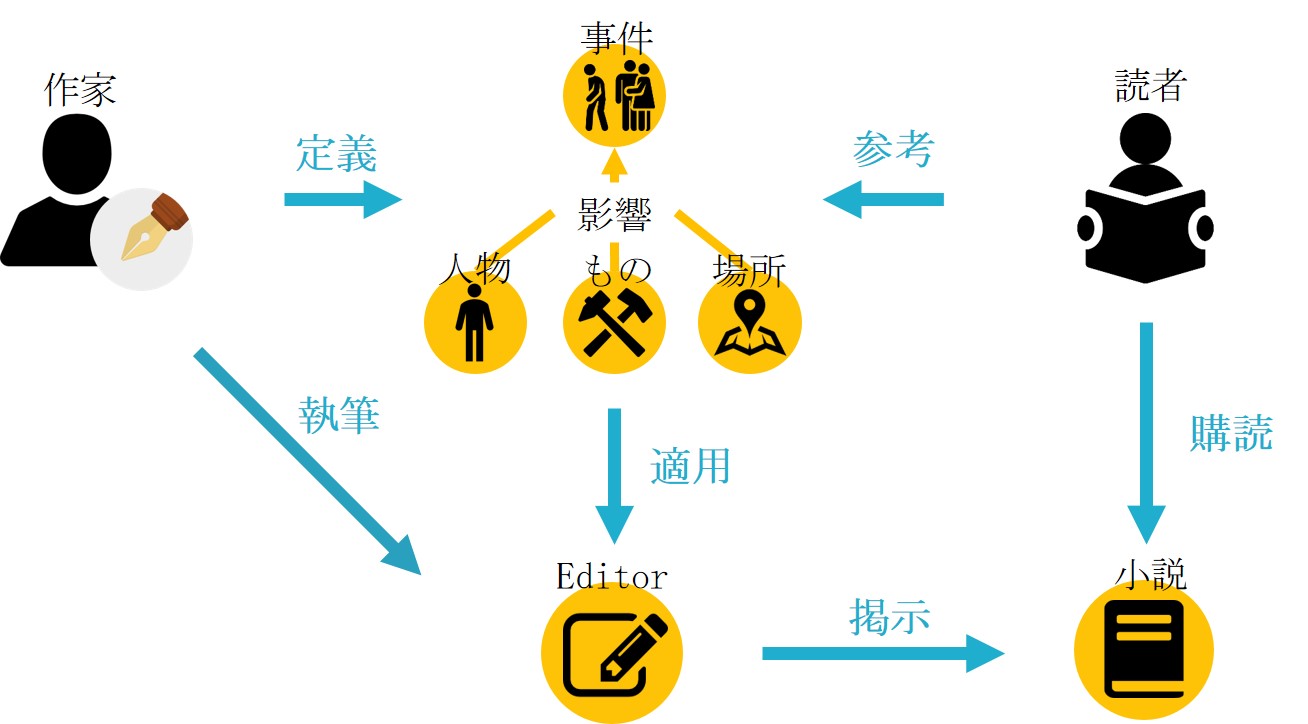 事件
作家
読者
定義
参考
影響
人物
もの
場所
執筆
適用
購読
Editor
小説
掲示